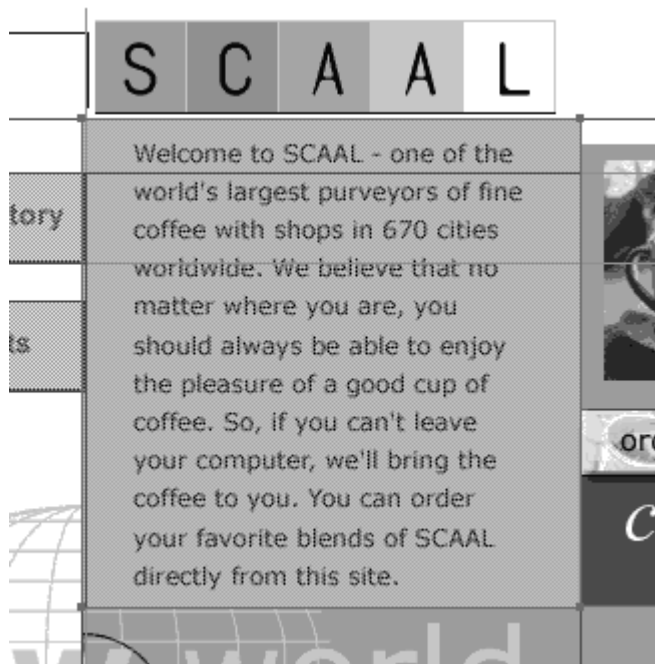 SCAAL
Welcome to SCAAL - one of the
world's largest purveyors of fine
coffee with shops in 670 cities
worldwide. We believe that no
matter where you are, you
should always be able to enjoy
the pleasure of a good cup of
coffee. So, if you can't leave
your computer, we'll bring the
coffee to you. You can order
your favorite blends of SCAAL
directly from this site.
tory
ts
w world